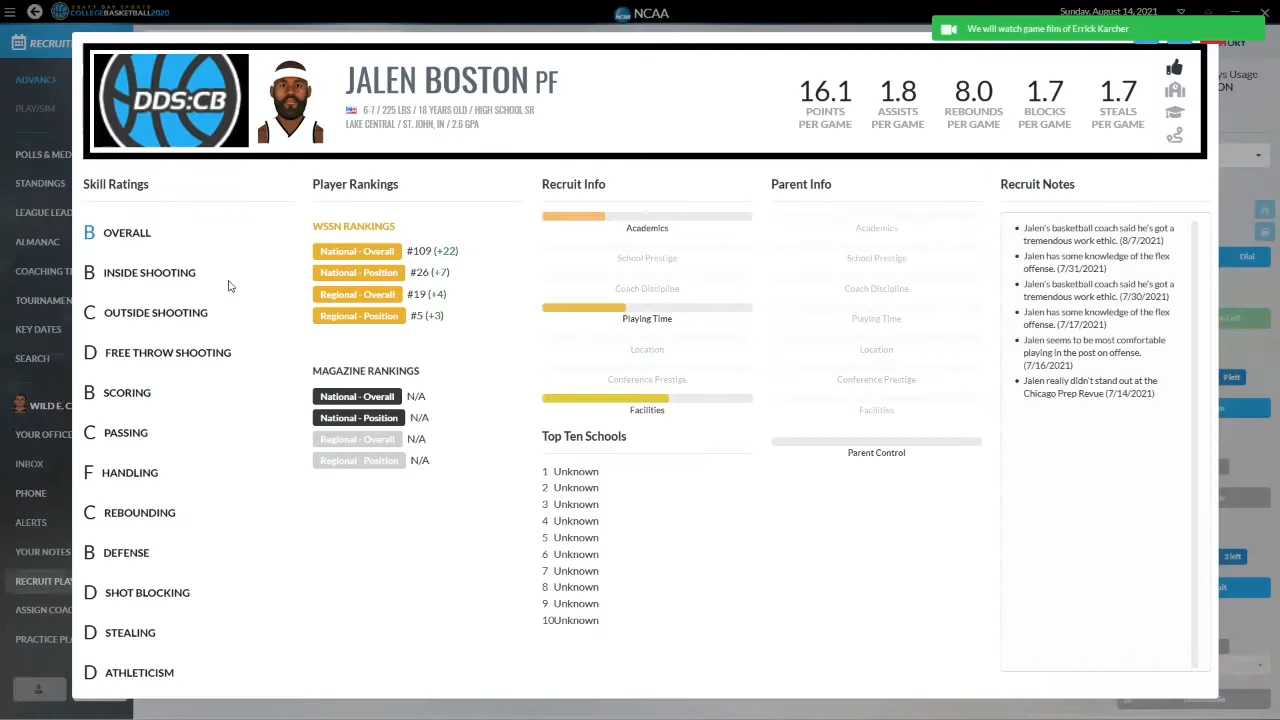 DRAFT DAY SPORTS
COLLEGEBASKETBALL2020
NCAA
Sunday, August 14, 2021
We will watch game film of Errick Karcher
RECRUIT
ADVANC
PLAY/SIM
POLLS & MED
STANDINGS
LEAGUE LEAD
ALMANAC
COACHING T
TOURNAMEN
KEY DATES
SEARCH
WILD E. C
YOUR OFFICE
INBOX
PHONE
ALERTS
YOUR NOTES
RECRUIT PLAY
ASSIGN COAC
PRACTICE PL
DDS:CB
JALEN BOSTON PF
6-7 / 225 LBS / 18 YEARS OLD / HIGH SCHOOL SR
LAKE CENTRAL / ST. JOHN, IN / 2.6 GPA
16.1
POINTS
PER GAME
1.8
ASSISTS
PER GAME
8.0
REBOUNDS
PER GAME
1.7
BLOCKS
PER GAME
1.7
STEALS
PER GAME
Skill Ratings
B OVERALL
B INSIDE SHOOTING
C OUTSIDE SHOOTING
D FREE THROW SHOOTING
B SCORING
C PASSING
F HANDLING
C REBOUNDING
B DEFENSE
D SHOT BLOCKING
D STEALING
D ATHLETICISM
Player Rankings
WSSN RANKINGS
National - Overall #109 (+22)
National - Position #26 (+7)
Regional - Overall #19 (+4)
Regional - Position #5 (+3)
MAGAZINE RANKINGS
National - Overall N/A
National - Position N/A
Regional - Overall N/A
Regional - Position N/A
Recruit Info
Academics
School Prestige
Coach Discipline
Playing Time
Location
Conference Prestige
Facilities
Top Ten Schools
1 Unknown
2 Unknown
3 Unknown
4 Unknown
5 Unknown
6 Unknown
7 Unknown
8 Unknown
9 Unknown
10Unknown
Parent Info
Academics
School Prestige
Coach Discipline
Playing Time
Location
Conference Prestige
Facilities
Parent Control
Recruit Notes
Jalen's basketball coach said he's got a
tremendous work ethic. (8/7/2021)
Jalen has some knowledge of the flex
offense. (7/31/2021)
Jalen's basketball coach said he's got a
tremendous work ethic. (7/30/2021)
Jalen has some knowledge of the flex
offense. (7/17/2021)
Jalen seems to be most comfortable
playing in the post on offense.
(7/16/2021)
Jalen really didn't stand out at the
Chicago Prep Revue (7/14/2021)
ORY
ys Usage
Dial
9 left
3 left
uit